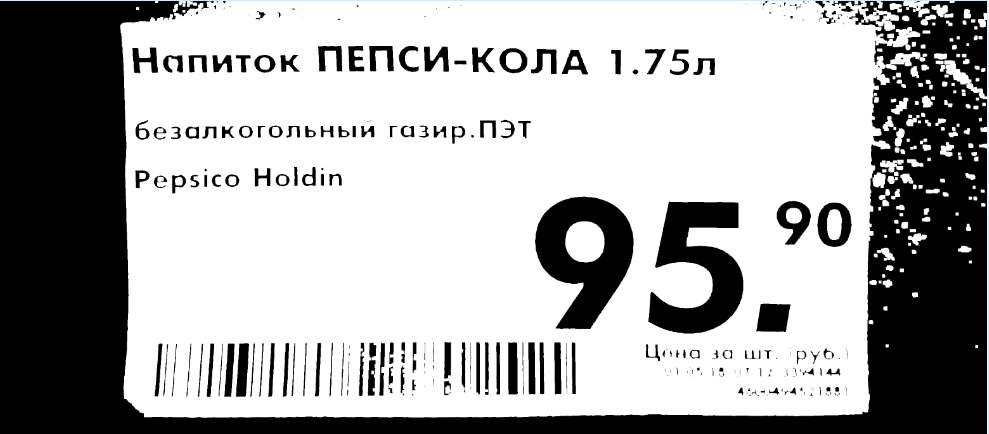 Напиток ПЕПСИ-КОЛА 1.75л
безалкогольный газир.ПЭТ
Pepsico Holdin
95.90
Цена за шт. (руб.)